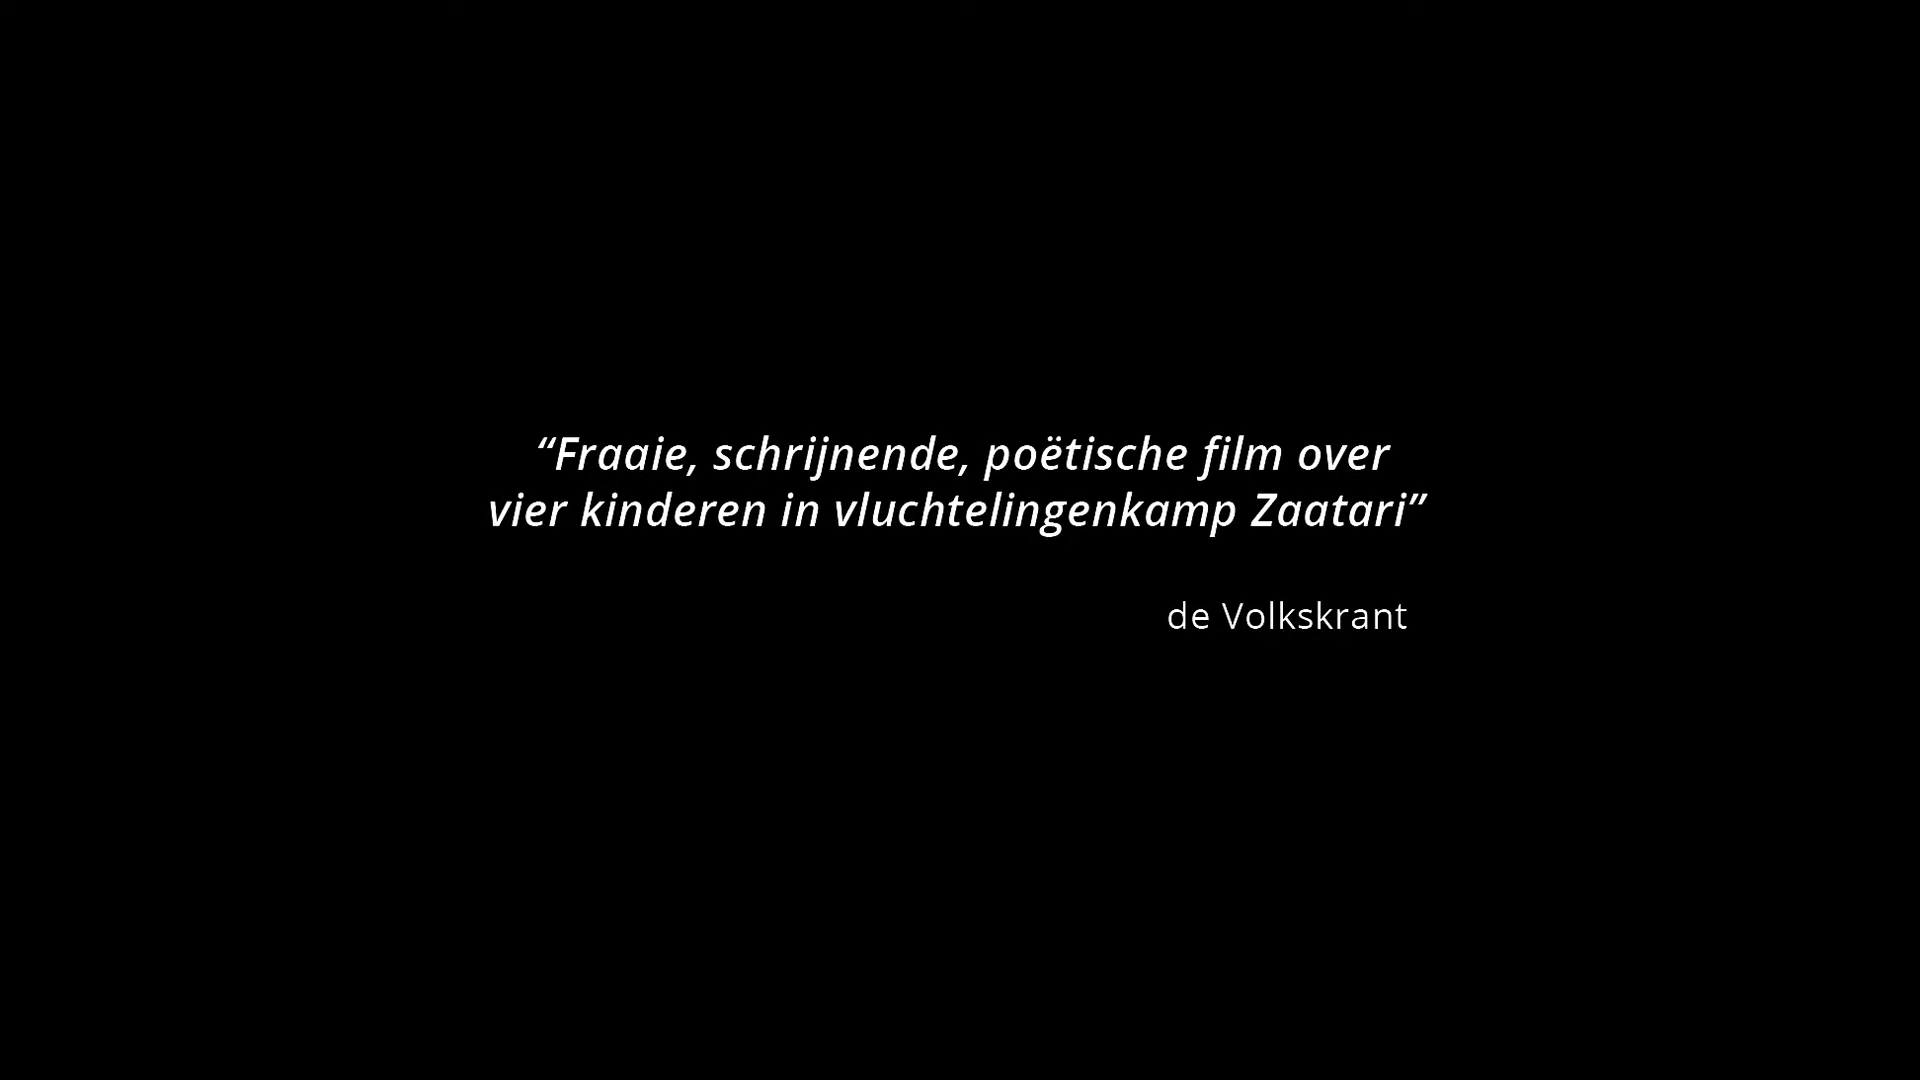 “Fraaie, schrijnende, poëtische film over
vier kinderen in vluchtelingenkamp Zaatari”
de Volkskrant